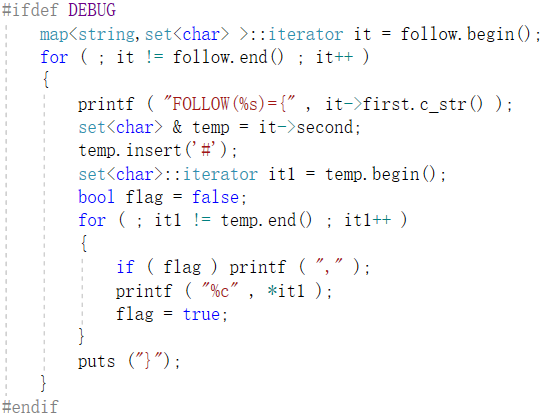 #ifdef DEBUG
    map<string,set<char> >::iterator it = follow.begin();
    for ( ; it != follow.end() ; it++ )
    {
        printf ( "FOLLOW(%s)={" , it->first.c_str() );
        set<char> & temp = it->second;
        temp.insert('#');
        set<char>::iterator it1 = temp.begin();
        bool flag = false;
        for ( ; it1 != temp.end() ; it1++ )
        {
            if ( flag ) printf ( "," );
            printf ( "%c" , *it1 );
            flag = true;
        }
        puts ("}");
    }
#endif